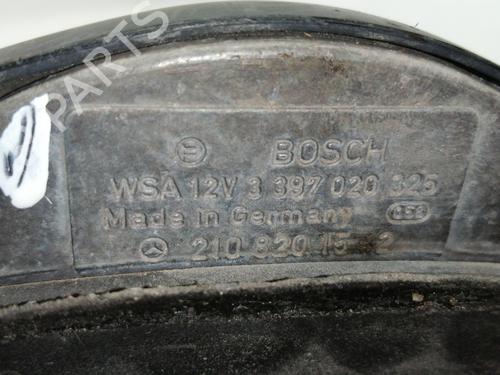 BOSCH
WSA 12V 3 397 020 325
Made in Germany
210 820 15
PARTS